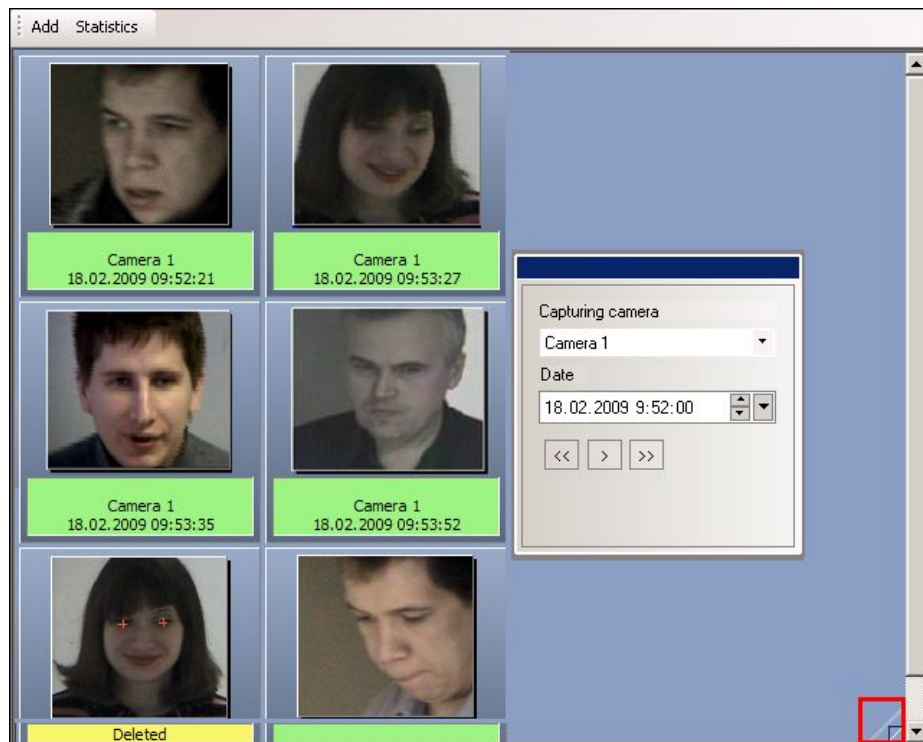 Add Statistics
Camera 1
18.02.2009 09:52:21
Camera 1
18.02.2009 09:53:27
Capturing camera
Camera 1
Date
18.02.2009 9:52:00
<< > >>
Camera 1
18.02.2009 09:53:35
Camera 1
18.02.2009 09:53:52
Deleted